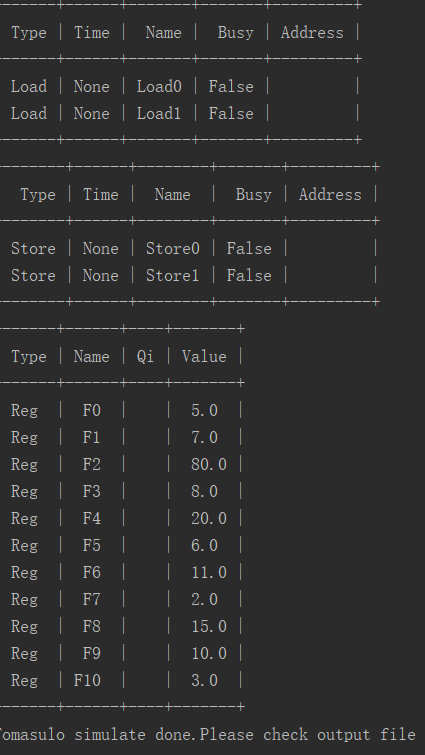 ------+------+-------+-------+---------+
Type | Time |  Name |  Busy | Address |
------+------+-------+-------+---------+
Load | None | Load0 | False |         |
Load | None | Load1 | False |         |
------+------+-------+-------+---------+
-------+------+--------+-------+---------+
Type | Time |  Name  |  Busy | Address |
-------+------+--------+-------+---------+
Store | None | Store0 | False |         |
Store | None | Store1 | False |         |
-------+------+--------+-------+---------+
------+------+----+-------+
Type | Name | Qi | Value |
------+------+----+-------+
Reg  |  F0  |    |  5.0  |
Reg  |  F1  |    |  7.0  |
Reg  |  F2  |    |  80.0 |
Reg  |  F3  |    |  8.0  |
Reg  |  F4  |    |  20.0 |
Reg  |  F5  |    |  6.0  |
Reg  |  F6  |    |  11.0 |
Reg  |  F7  |    |  2.0  |
Reg  |  F8  |    |  15.0 |
Reg  |  F9  |    |  10.0 |
Reg  | F10  |    |  3.0  |
------+------+----+-------+
Tomasulo simulate done.Please check output file